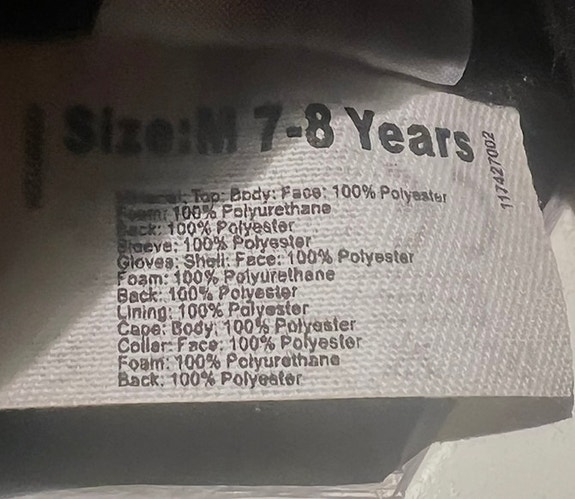 Size:M 7-8 Years
117427002
Top: Body: Face: 100% Polyester
Foam: 100% Polyurethane
Back: 100% Polyester
Sleeve: 100% Polyester
Gloves: Shell: Face: 100% Polyester
Foam: 100% Polyurethane
Back: 100% Polyester
Lining: 100% Polyester
Cape: Body: 100% Polyester
Collar: Face: 100% Polyester
Foam: 100% Polyurethane
Back: 100% Polyester